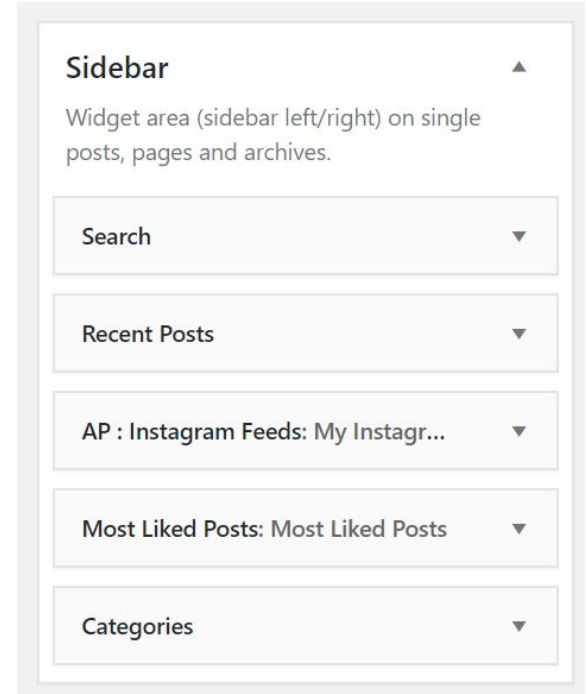 Sidebar
Widget area (sidebar left/right) on single
posts, pages and archives.
Search
Recent Posts
AP : Instagram Feeds: My Instagr...
Most Liked Posts: Most Liked Posts
Categories